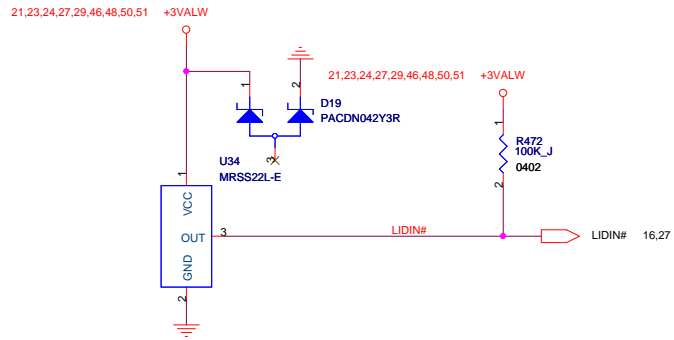 21,23,24,27,29,46,48,50,51 +3VALW
1
2
21,23,24,27,29,46,48,50,51 +3VALW
D19
PACDN042Y3R
3
1
R472
100K_J
0402
2
U34
MRSS22L-E
1
VCC
OUT
3
LIDIN#
LIDIN# 16,27
GND
2